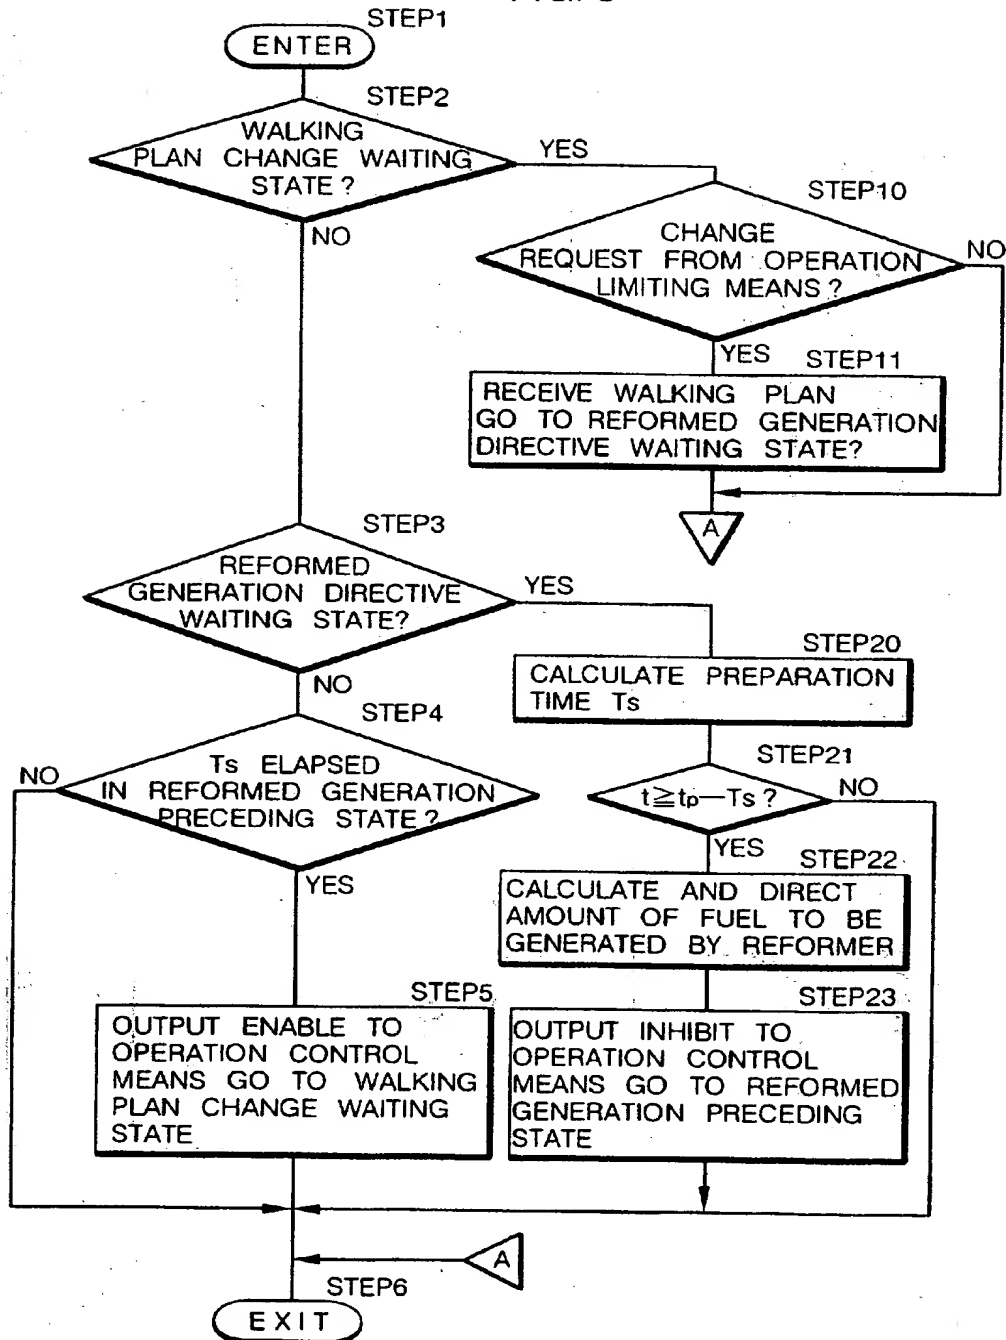 STEP1
ENTER
STEP2
WALKING
PLAN CHANGE WAITING
STATE?
YES
NO
STEP10
CHANGE
REQUEST FROM OPERATION
LIMITING MEANS?
NO
YES
STEP11
RECEIVE WALKING PLAN
GO TO REFORMED GENERATION
DIRECTIVE WAITING STATE?
A
STEP3
REFORMED
GENERATION DIRECTIVE
WAITING STATE?
YES
NO
STEP20
CALCULATE PREPARATION
TIME Ts
STEP4
Ts ELAPSED
IN REFORMED GENERATION
PRECEDING STATE?
NO
YES
STEP21
t≧tp—Ts?
NO
YES
STEP22
CALCULATE AND DIRECT
AMOUNT OF FUEL TO BE
GENERATED BY REFORMER
STEP5
OUTPUT ENABLE TO
OPERATION CONTROL
MEANS GO TO WALKING
PLAN CHANGE WAITING
STATE
STEP23
OUTPUT INHIBIT TO
OPERATION CONTROL
MEANS GO TO REFORMED
GENERATION PRECEDING
STATE
A
STEP6
EXIT